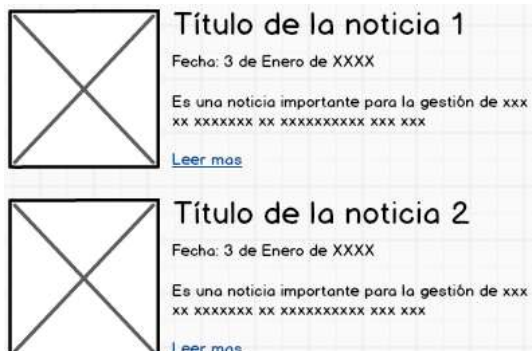 Título de la noticia 1
Fecha: 3 de Enero de XXXX
Es una noticia importante para la gestión de xxx
xx xxxxxxx xx xxxxxxxxxx xxx xxx
Leer mas
Título de la noticia 2
Fecha: 3 de Enero de XXXX
Es una noticia importante para la gestión de xxx
xx xxxxxxx xx xxxxxxxxxx xxx xxx
Leer mas